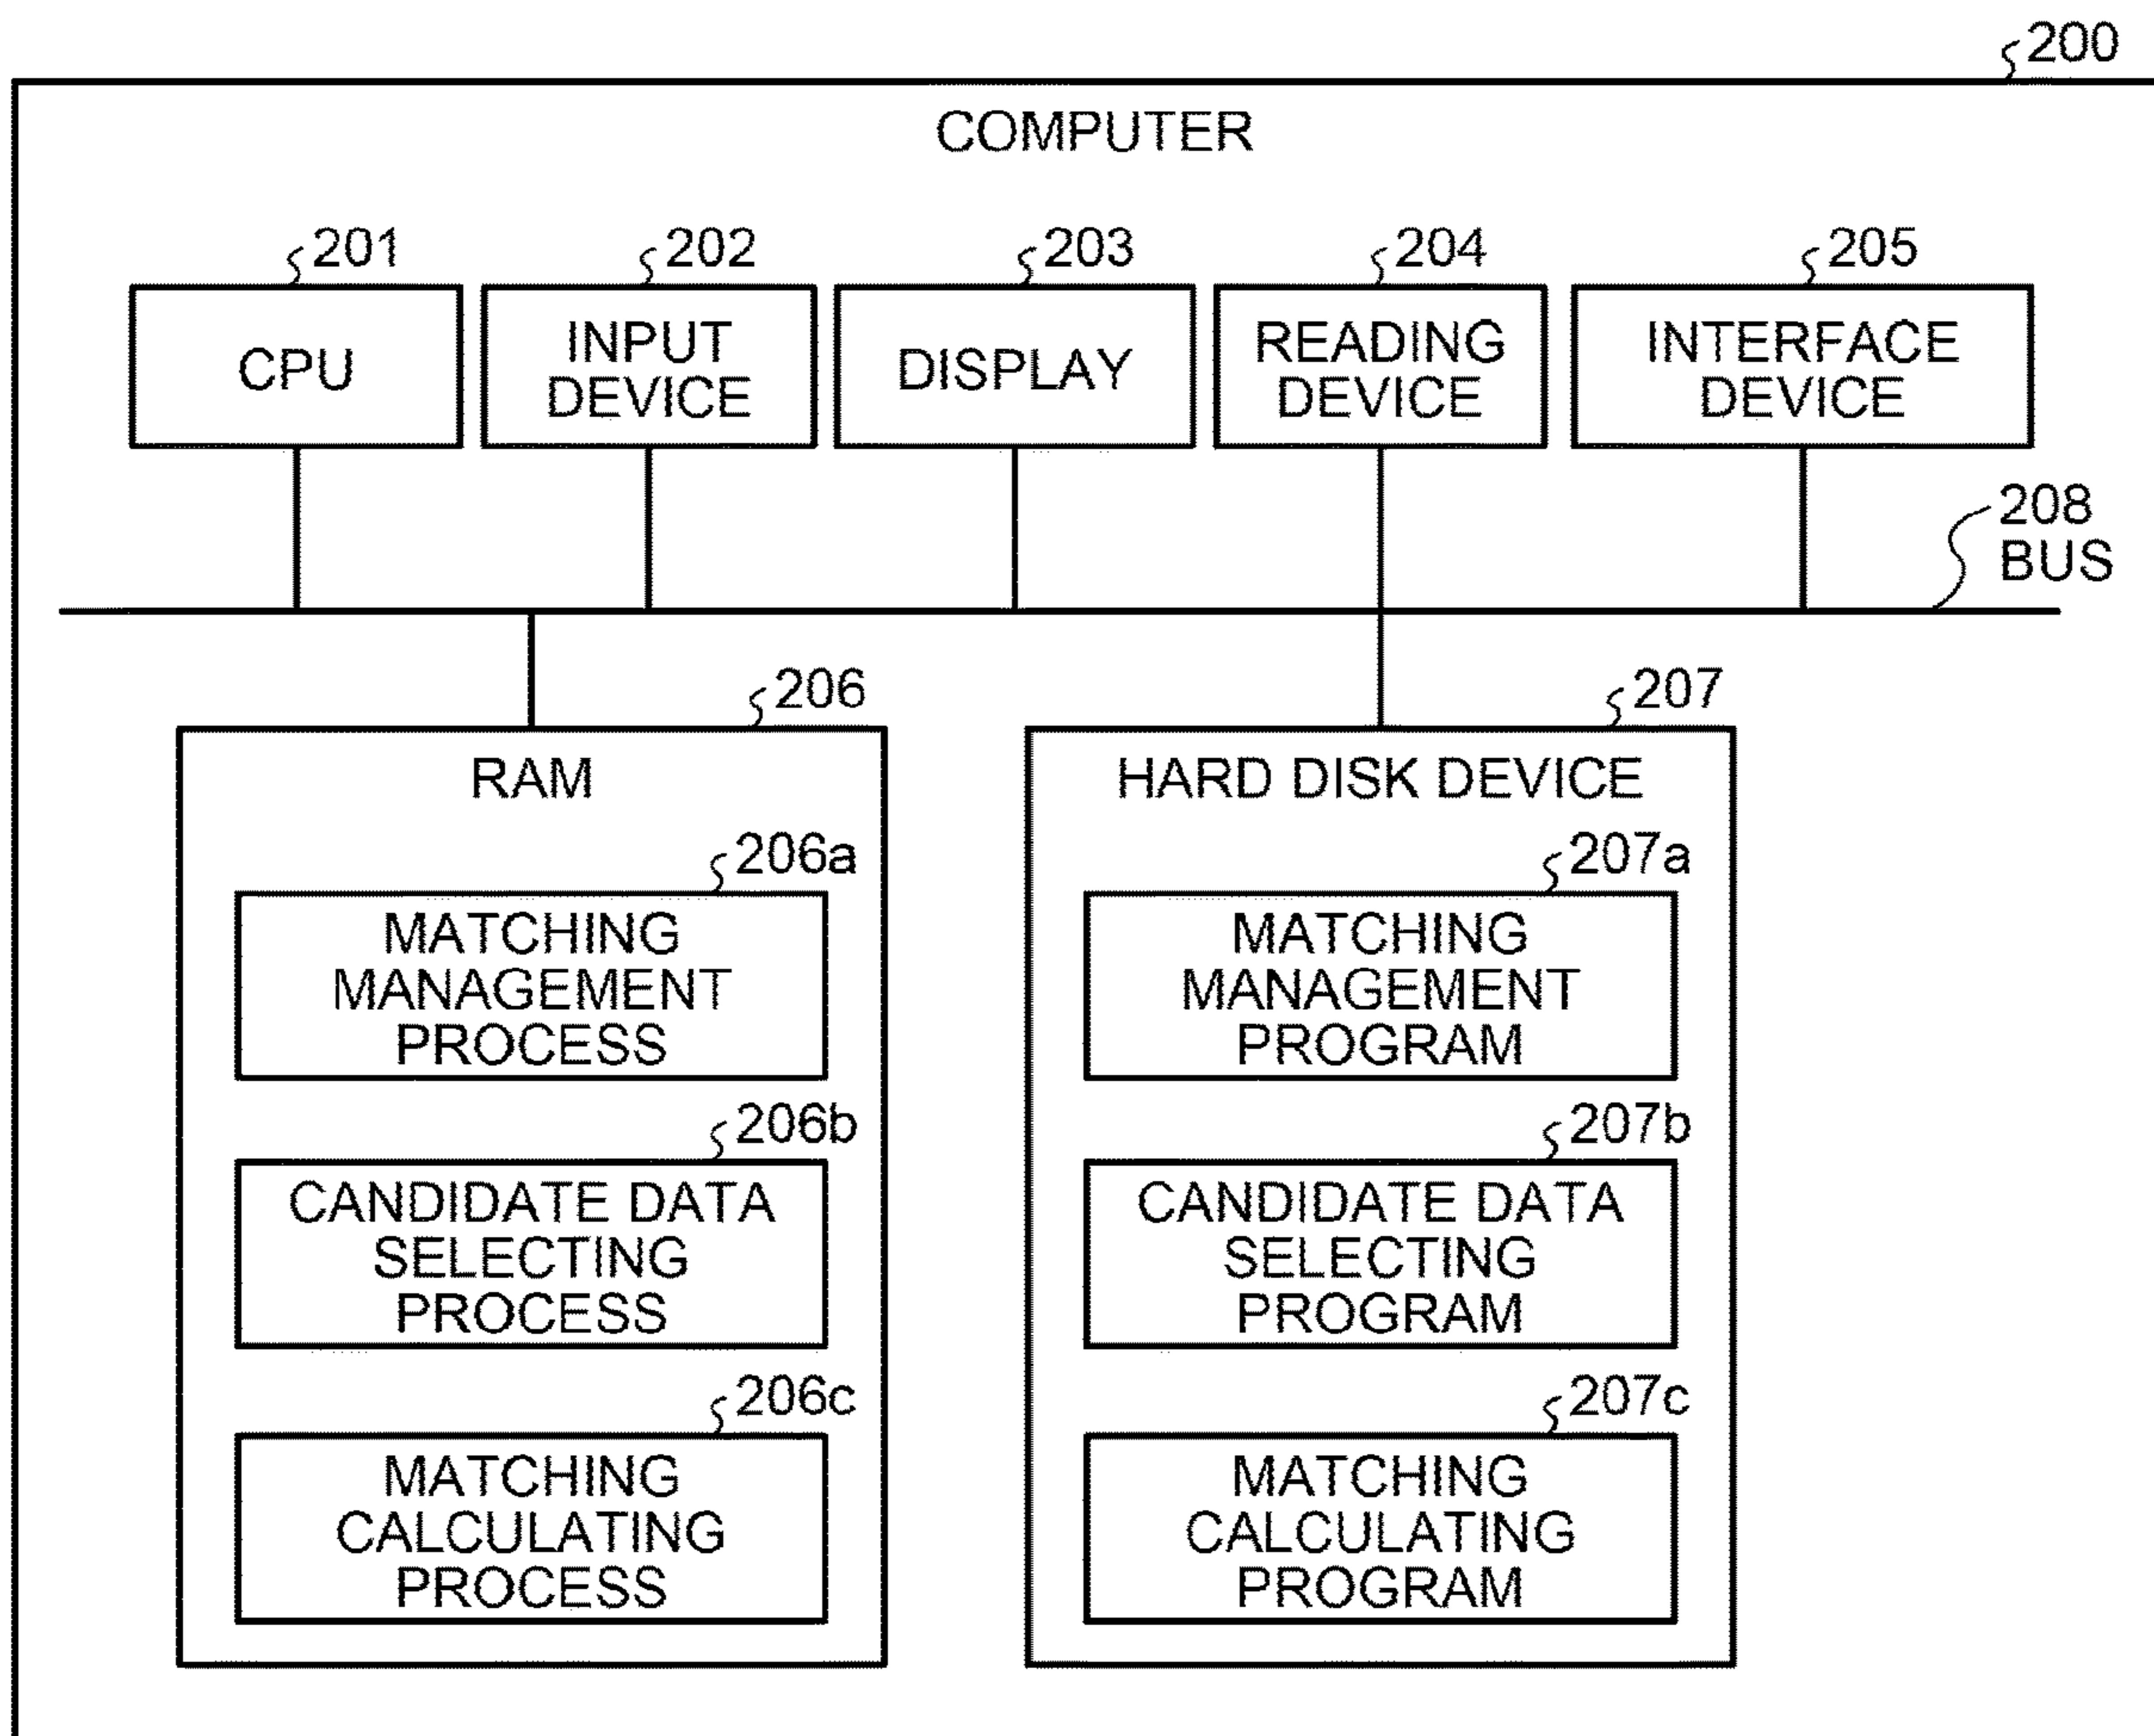 200
COMPUTER
201
202
203
204
205
CPU
INPUT
DEVICE
DISPLAY
READING
DEVICE
INTERFACE
DEVICE
208
BUS
206
207
RAM
HARD DISK DEVICE
206a
MATCHING
MANAGEMENT
PROCESS
206b
CANDIDATE DATA
SELECTING
PROCESS
206c
MATCHING
CALCULATING
PROCESS
207a
MATCHING
MANAGEMENT
PROGRAM
207b
CANDIDATE DATA
SELECTING
PROGRAM
207c
MATCHING
CALCULATING
PROGRAM